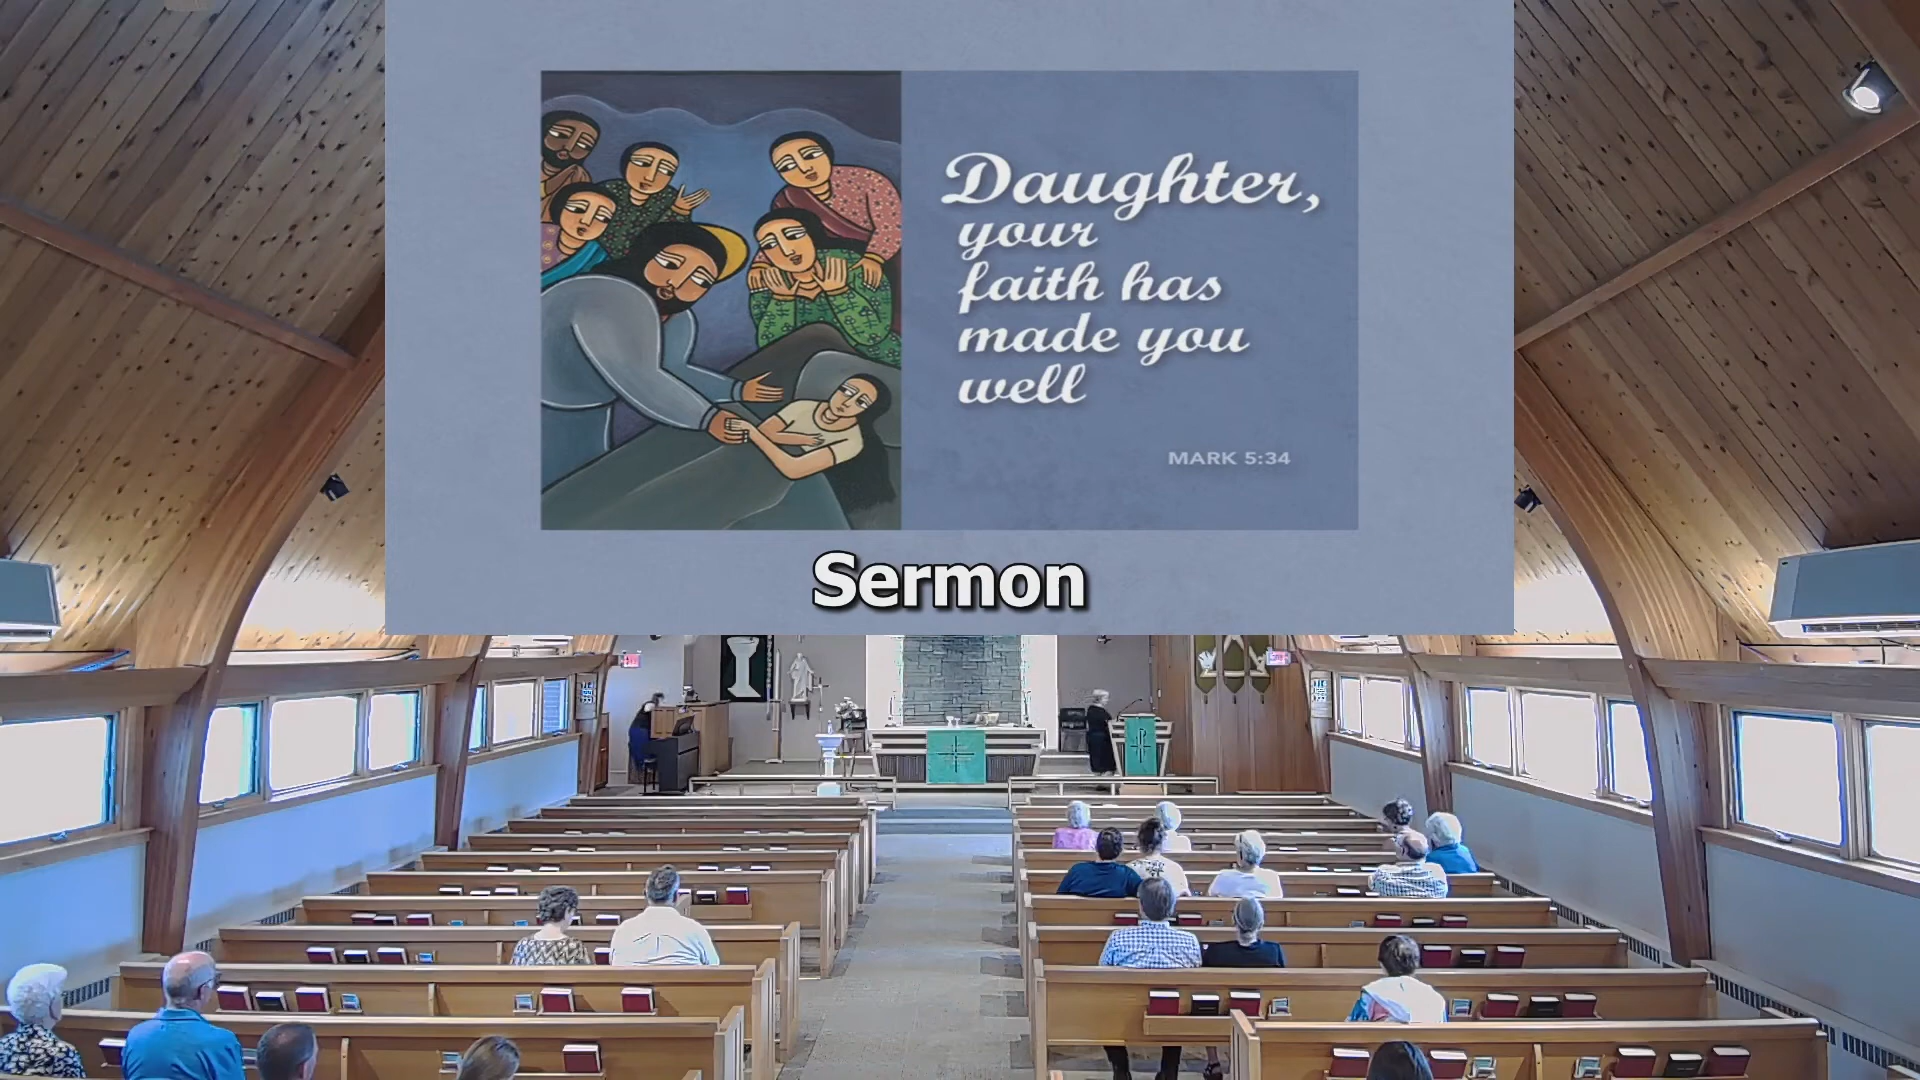 Daughter,
your
faith has
made you
well
MARK 5:34
Sermon